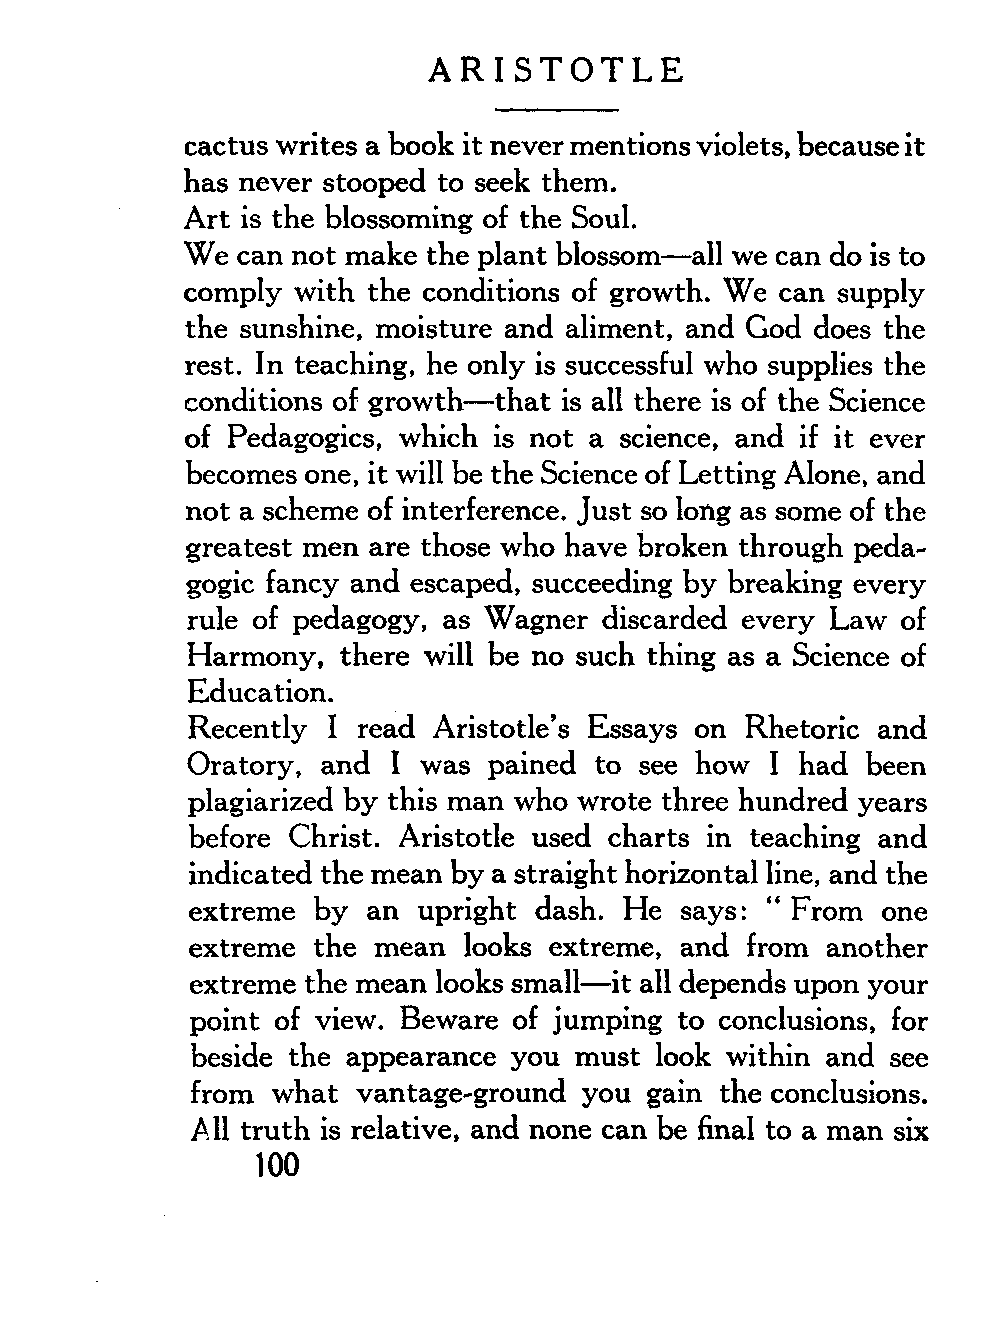 ARISTOTLE
cactus writes a book it never mentions violets, because it
has never stooped to seek them.
Art is the blossoming of the Soul.
We can not make the plant blossom—all we can do is to
comply with the conditions of growth. We can supply
the sunshine, moisture and aliment, and God does the
rest. In teaching, he only is successful who supplies the
conditions of growth—that is all there is of the Science
of Pedagogics, which is not a science, and if it ever
becomes one, it will be the Science of Letting Alone, and
not a scheme of interference. Just so long as some of the
greatest men are those who have broken through peda-
gogic fancy and escaped, succeeding by breaking every
rule of pedagogy, as Wagner discarded every Law of
Harmony, there will be no such thing as a Science of
Education.
Recently I read Aristotle's Essays on Rhetoric and
Oratory, and I was pained to see how I had been
plagiarized by this man who wrote three hundred years
before Christ. Aristotle used charts in teaching and
indicated the mean by a straight horizontal line, and the
extreme by an upright dash. He says: “ From one
extreme the mean looks extreme, and from another
extreme the mean looks small—it all depends upon your
point of view. Beware of jumping to conclusions, for
beside the appearance you must look within and see
from what vantage-ground you gain the conclusions.
All truth is relative, and none can be final to a man six
100